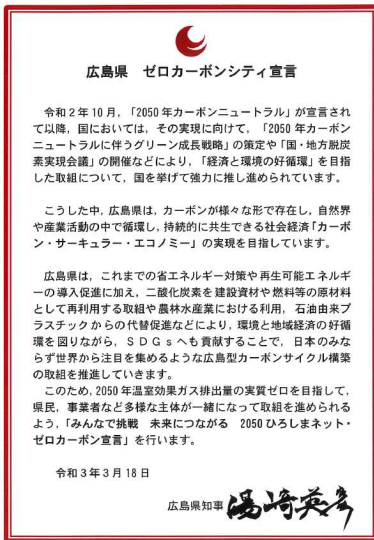 広島県　ゼロカーボンシティ宣言
令和２年10月，「2050年カーボンニュートラル」が宣言され
て以降，国においては，その実現に向けて，「2050年カーボン
ニュートラルに伴うグリーン成長戦略」の策定や「国・地方脱炭
素実現会議」の開催などにより，「経済と環境の好循環」を目指
した取組について，国を挙げて強力に推し進められています。
こうした中，広島県は，カーボンが様々な形で存在し，自然界
や産業活動の中で循環し，持続的に共生できる社会経済「カーボ
ン・サーキュラー・エコノミー」の実現を目指しています。
広島県は，これまでの省エネルギー対策や再生可能エネルギ
ーの導入促進に加え，二酸化炭素を建設資材や燃料等の原材料
として再利用する取組や農林水産業における利用，石油由来プ
ラスチックからの代替促進などにより，環境と地域経済の好循
環を図りながら，ＳＤＧｓへも貢献することで，日本のみな
らず世界から注目を集めるような広島型カーボンサイクル構築
の取組を推進していきます。
このため，2050年温室効果ガス排出量の実質ゼロを目指して，
県民，事業者など多様な主体が一緒になって取組を進められる
よう，「みんなで挑戦　未来につながる　2050ひろしまネット・
ゼロカーボン宣言」を行います。
令和３年３月18日
広島県知事 湯﨑英彦